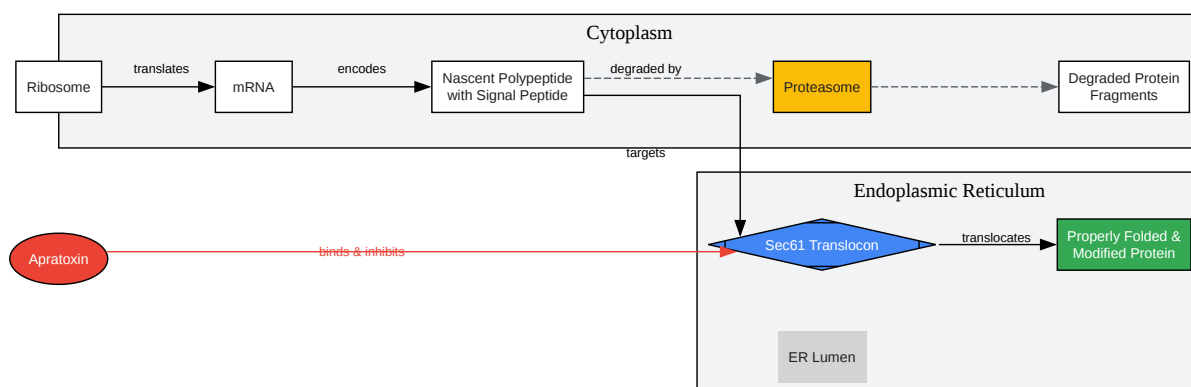 Cytoplasm
Ribosome
translates
mRNA
encodes
Nascent Polypeptide
with Signal Peptide
degraded by
Proteasome
Degraded Protein
Fragments
targets
Endoplasmic Reticulum
Apratoxin
binds & inhibits
Sec61 Translocon
translocates
Properly Folded &
Modified Protein
ER Lumen